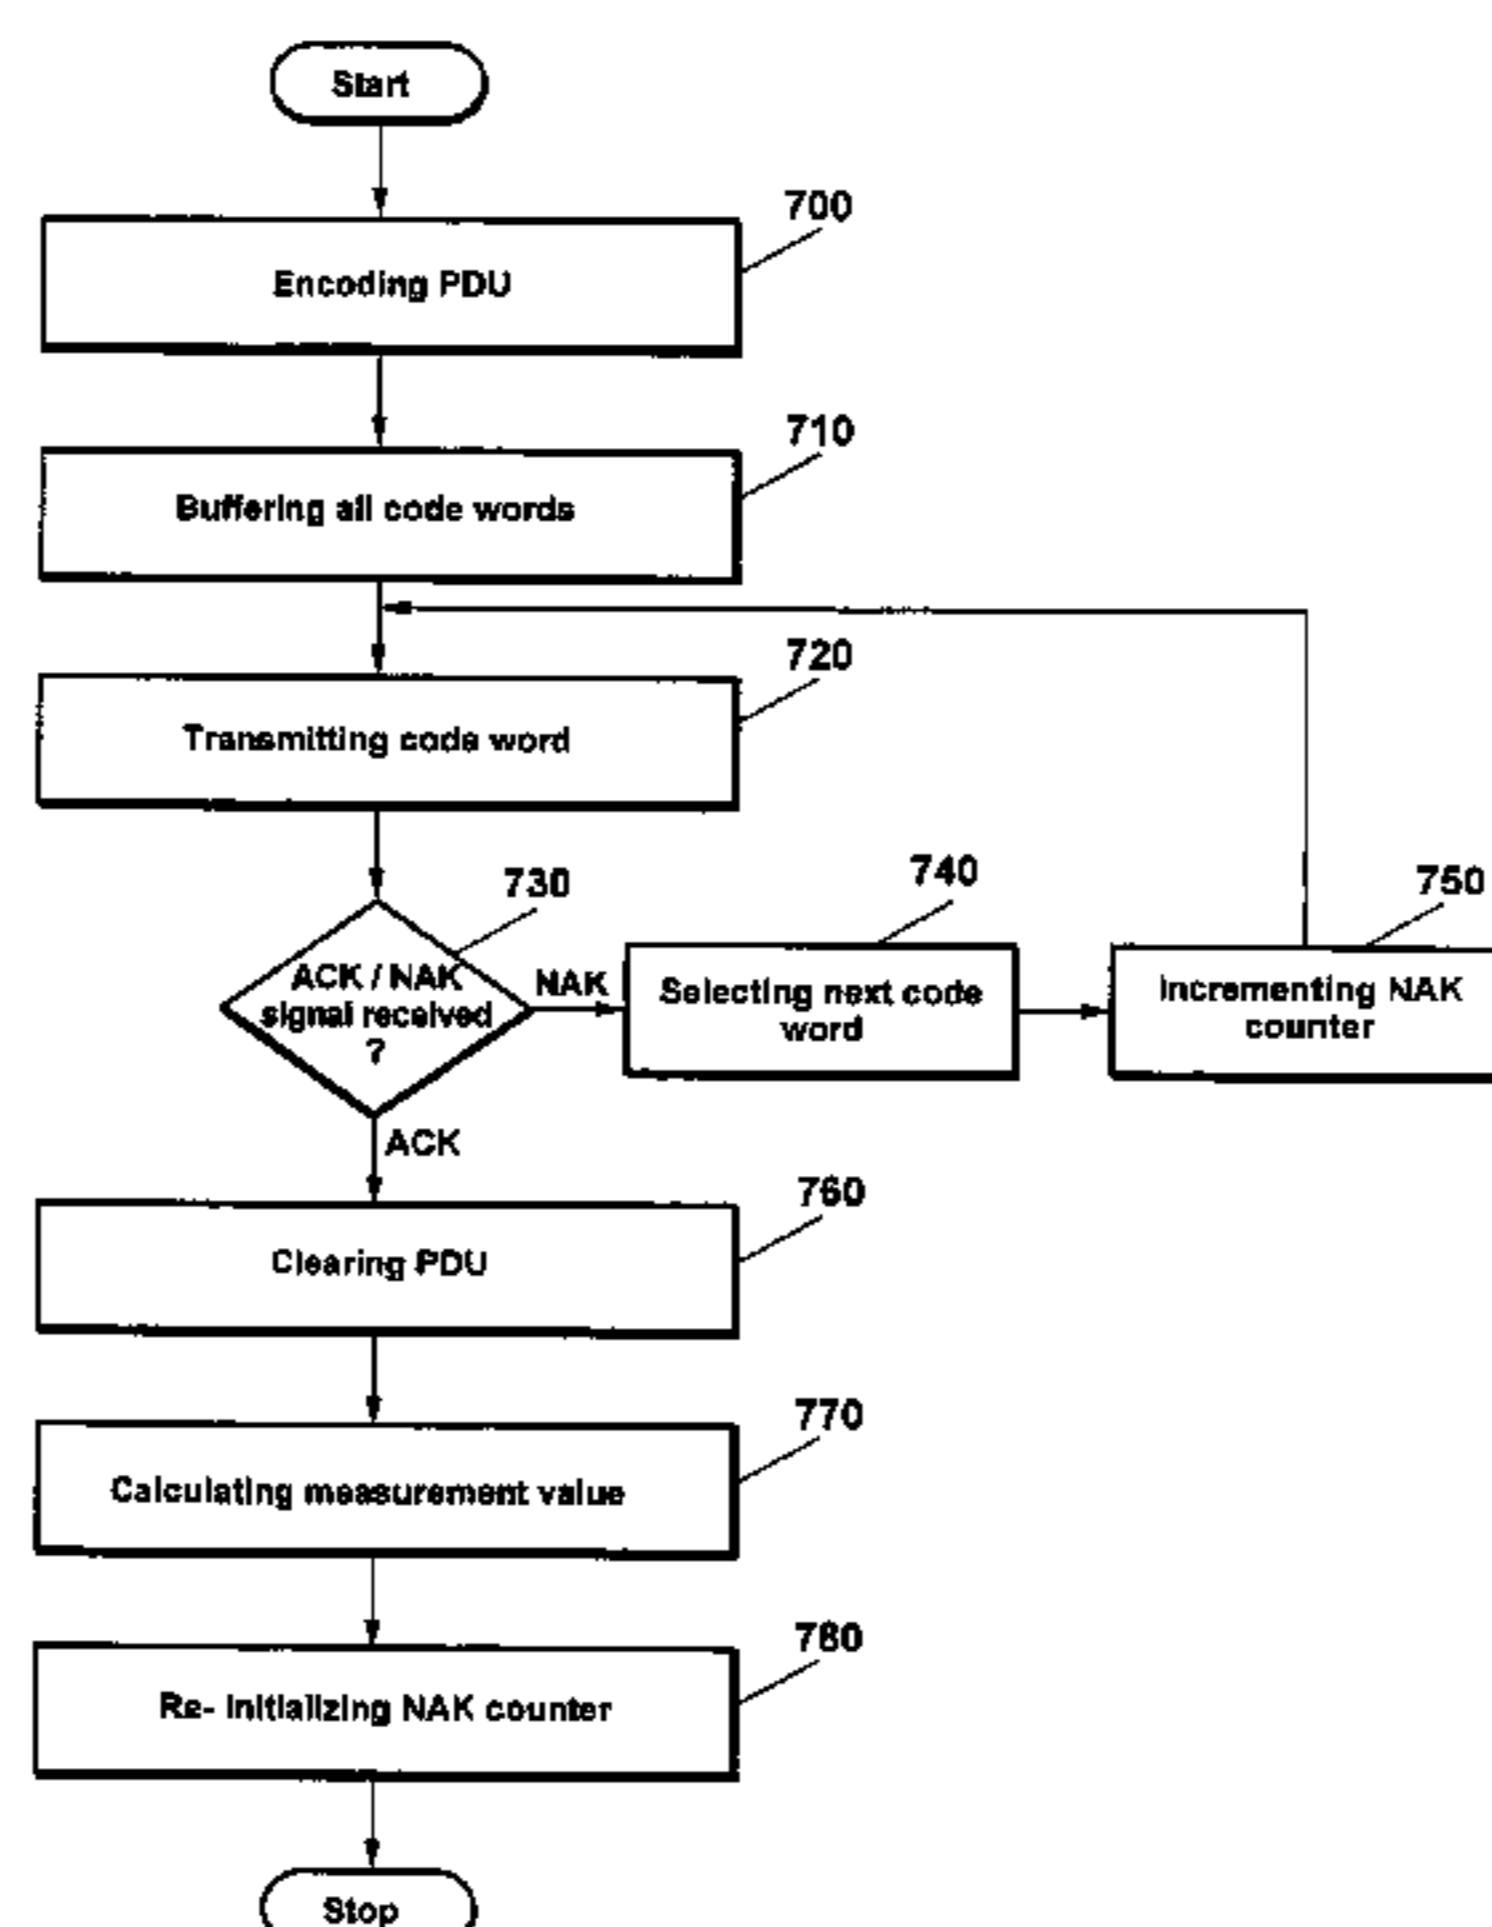 Start
700
Encoding PDU
710
Buffering all code words
720
Transmitting code word
730
ACK / NAK
signal received
?
NAK
740
Selecting next code
word
750
Incrementing NAK
counter
ACK
760
Clearing PDU
770
Calculating measurement value
780
Re- initializing NAK counter
Stop